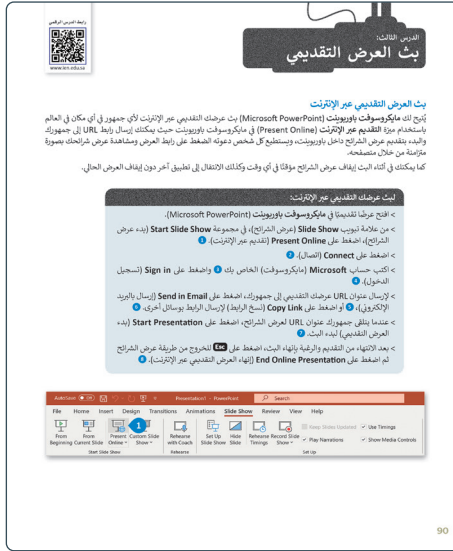 رابط الدرس الرقمي
www.ien.edu.sa
الدرس الثالث:
بث العرض التقديمي
بث العرض التقديمي عبر الإنترنت
يُتيح لك مايكروسوفت باوربوينت (Microsoft PowerPoint) بث عرضك التقديمي عبر الإنترنت لأي جمهور في أي مكان في العالم
باستخدام ميزة التقديم عبر الإنترنت (Present Online) في مايكروسوفت باوربوينت حيث يمكنك إرسال رابط URL إلى جمهورك
والبدء بتقديم عرض الشرائح داخل باوربوينت، ويستطيع كل شخص دعوته الضغط على رابط العرض ومشاهدة عرض شرائحك بصورة
متزامنة من خلال متصفحه.
كما يمكنك في أثناء البث إيقاف عرض الشرائح مؤقتًا في أي وقت وكذلك الانتقال إلى تطبيق آخر دون إيقاف العرض الحالي.
لبث عرضك التقديمي عبر الإنترنت:
> افتح عرضًا تقديميًا في مايكروسوفت باوربوينت (Microsoft PowerPoint).
> من علامة تبويب Slide Show (عرض الشرائح)، في مجموعة Start Slide Show (بدء عرض
الشرائح)، اضغط على Present Online (تقديم عبر الإنترنت). 1
> اضغط على Connect (اتصال). 2
> اكتب حساب Microsoft (مايكروسوفت) الخاص بك 3 واضغط على Sign in (تسجيل
الدخول). 4
> لإرسال عنوان URL عرضك التقديمي إلى جمهورك، اضغط على Send in Email (إرسال بالبريد
الإلكتروني)، 5 أو اضغط على Copy Link (نسخ الرابط) لإرسال الرابط بوسائل أخرى. 6
> عندما يتلقى جمهورك عنوان URL لعرض الشرائح، اضغط على Start Presentation (بدء
العرض التقديمي) لبدء البث. 7
> بعد الانتهاء من التقديم والرغبة بإنهاء البث، اضغط على Esc للخروج من طريقة عرض الشرائح
ثم اضغط على End Online Presentation (إنهاء العرض التقديمي عبر الإنترنت). 8
AutoSave Off Presentation1 - PowerPoint Search
File Home Insert Design Transitions Animations Slide Show Review View Help
From Beginning From Current Slide Present Online Custom Slide Show Rehearse with Coach Set Up Slide Show Hide Slide Rehearse Timings Record Slide Show Keep Slides Updated Use Timings
1 Play Narrations Show Media Controls
Start Slide Show Rehearse Set Up
90